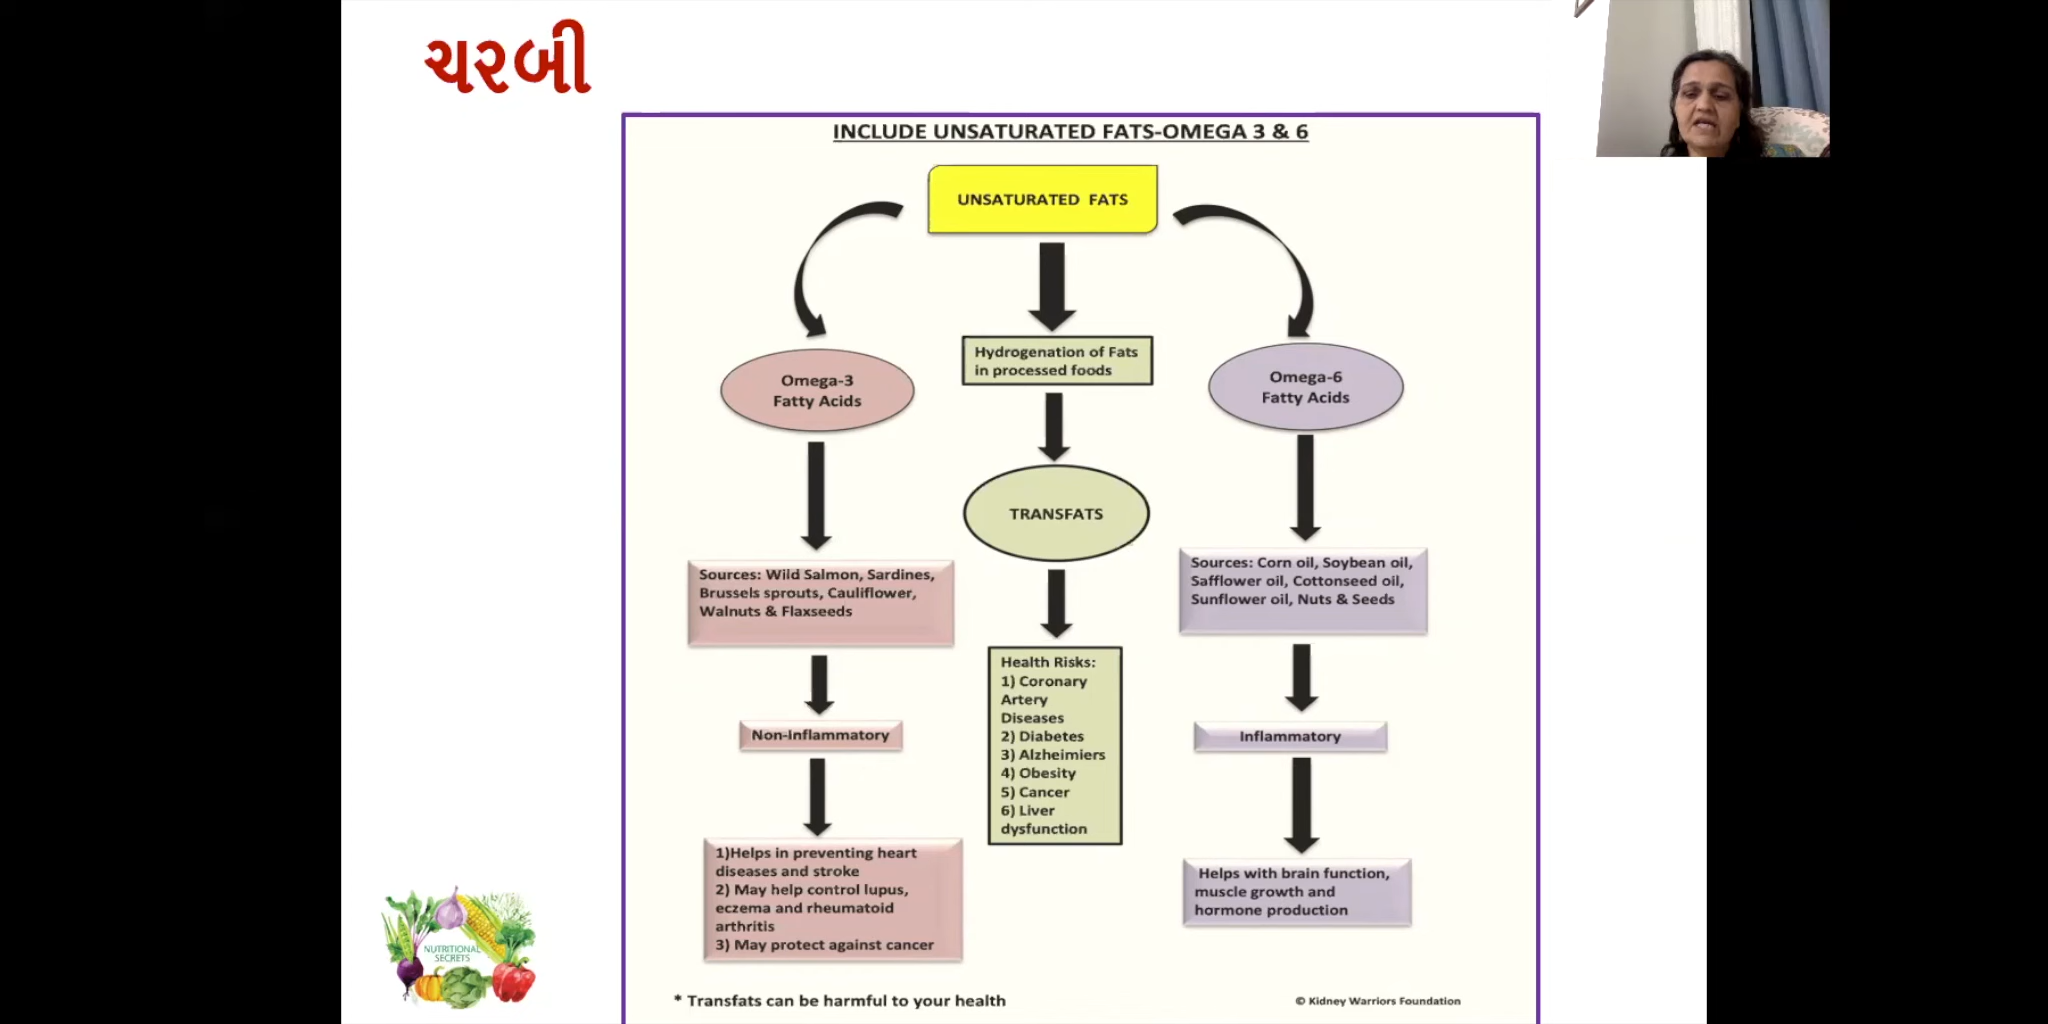 ચરબી
INCLUDE UNSATURATED FATS-OMEGA 3 & 6
UNSATURATED FATS
Omega-3
Fatty Acids
Sources: Wild Salmon, Sardines,
Brussels sprouts, Cauliflower,
Walnuts & Flaxseeds
Non-Inflammatory
1)Helps in preventing heart
diseases and stroke
2) May help control lupus,
eczema and rheumatoid
arthritis
3) May protect against cancer
Hydrogenation of Fats
in processed foods
TRANSFATS
Health Risks:
1) Coronary
Artery
Diseases
2) Diabetes
3) Alzheimiers
4) Obesity
5) Cancer
6) Liver
dysfunction
Omega-6
Fatty Acids
Sources: Corn oil, Soybean oil,
Safflower oil, Cottonseed oil,
Sunflower oil, Nuts & Seeds
Inflammatory
Helps with brain function,
muscle growth and
hormone production
NUTRITIONAL
SECRETS
* Transfats can be harmful to your health
© Kidney Warriors Foundation